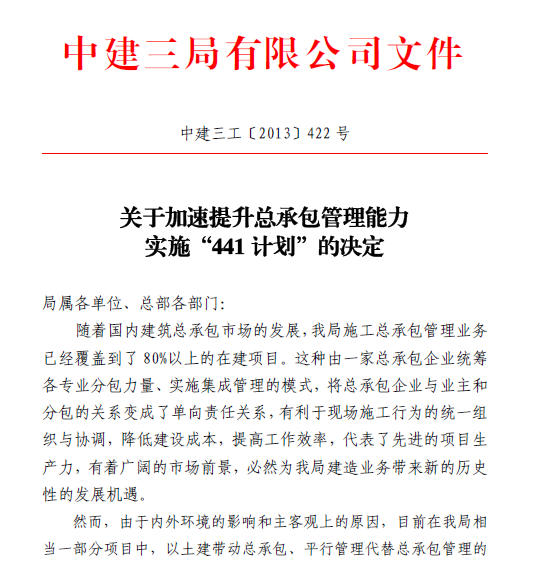 中建三局有限公司文件
中建三工〔2013〕422 号
关于加速提升总承包管理能力
实施“441 计划”的决定
局属各单位、总部各部门：
随着国内建筑总承包市场的发展，我局施工总承包管理业务
已经覆盖到了 80%以上的在建项目。这种由一家总承包企业统筹
各专业分包力量、实施集成管理的模式，将总承包企业与业主和
分包的关系变成了单向责任关系，有利于现场施工行为的统一组
织与协调，降低建设成本，提高工作效率，代表了先进的项目生
产力，有着广阔的市场前景，必然为我局建造业务带来新的历史
性的发展机遇。
然而，由于内外环境的影响和主客观上的原因，目前在我局相
当一部分项目中，以土建带动总承包、平行管理代替总承包管理的